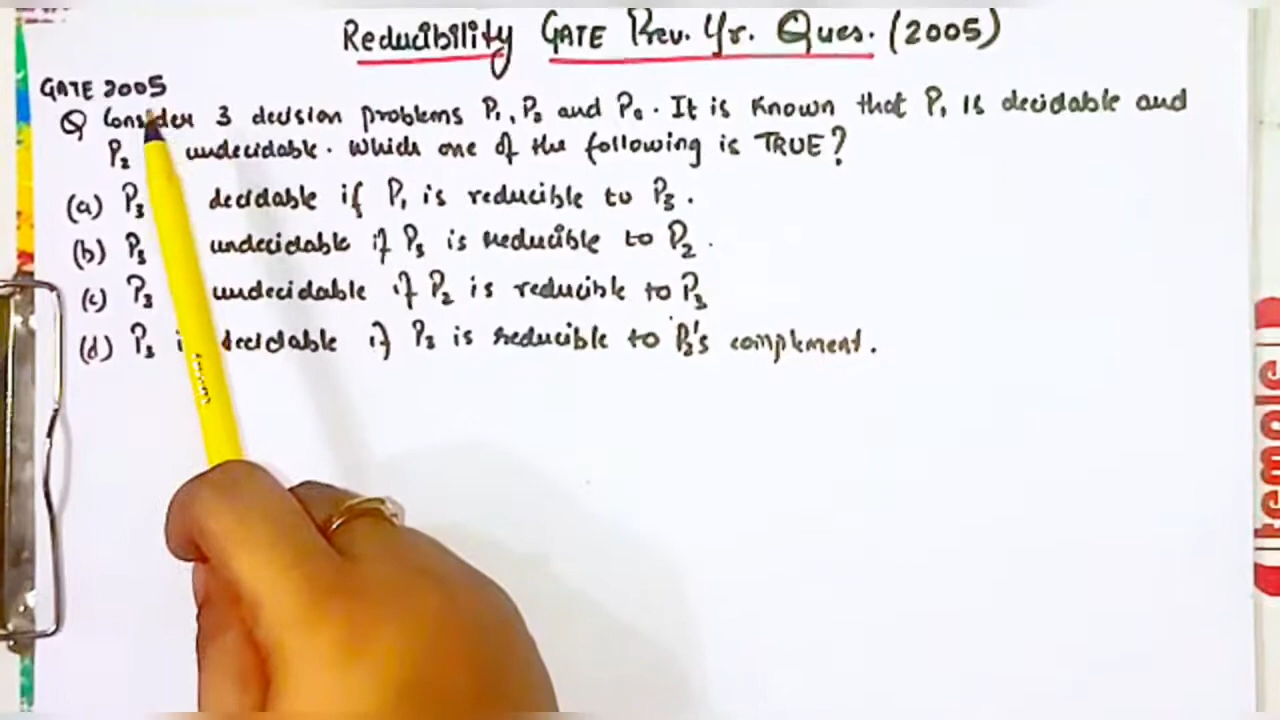 Reducibility GATE Prev. Yr. Ques. (2005)
GATE 2005
Q Consider 3 decision problems P₁, P₂ and P₃. It is known that P₁ is decidable and
P₂ undecidable. Which one of the following is TRUE?
(a) P₃ decidable if P₁ is reducible to P₃.
(b) P₃ undecidable if P₃ is reducible to P₂.
(c) P₃ undecidable if P₂ is reducible to P₃
(d) P₃ decidable if P₃ is reducible to P₂'s complement.
temple